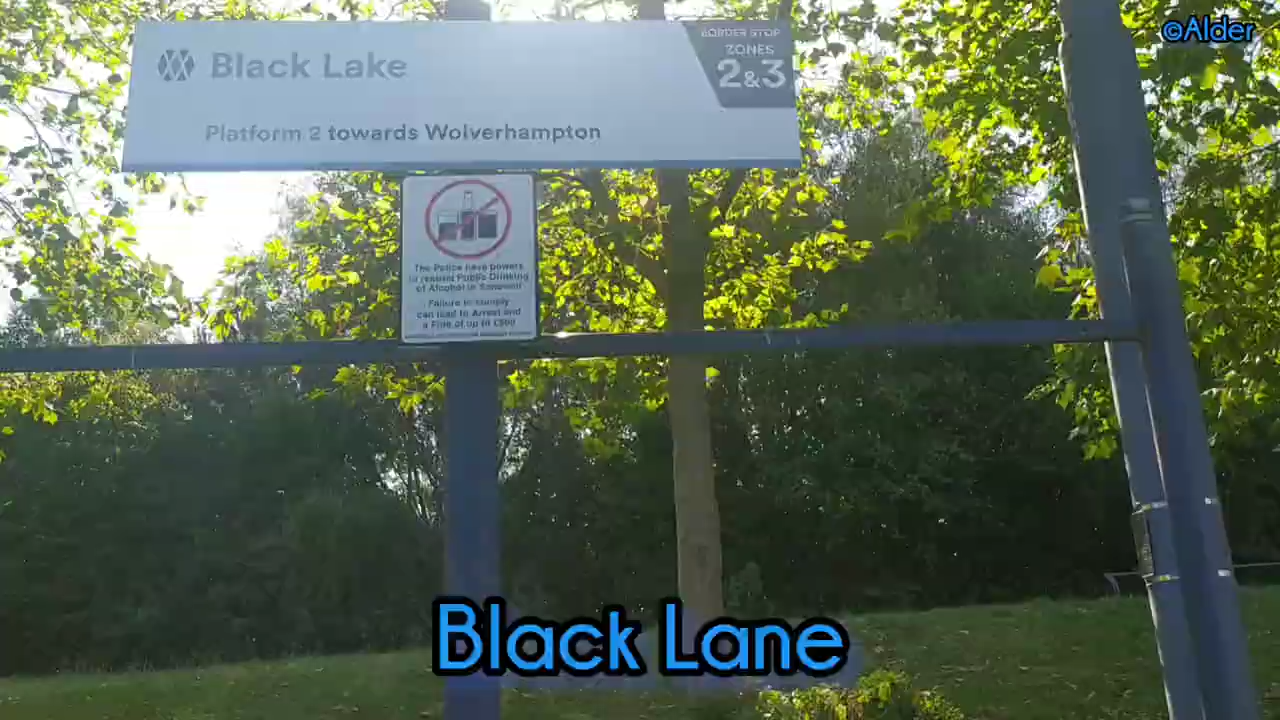 ©Alder
Black Lake
BORDER STOP
ZONES
2&3
Platform 2 towards Wolverhampton
The Police have powers
to restrict Public Drinking
of Alcohol in Sandwell
Failure to comply
can lead to Arrest and
a Fine of up to £500
Black Lane